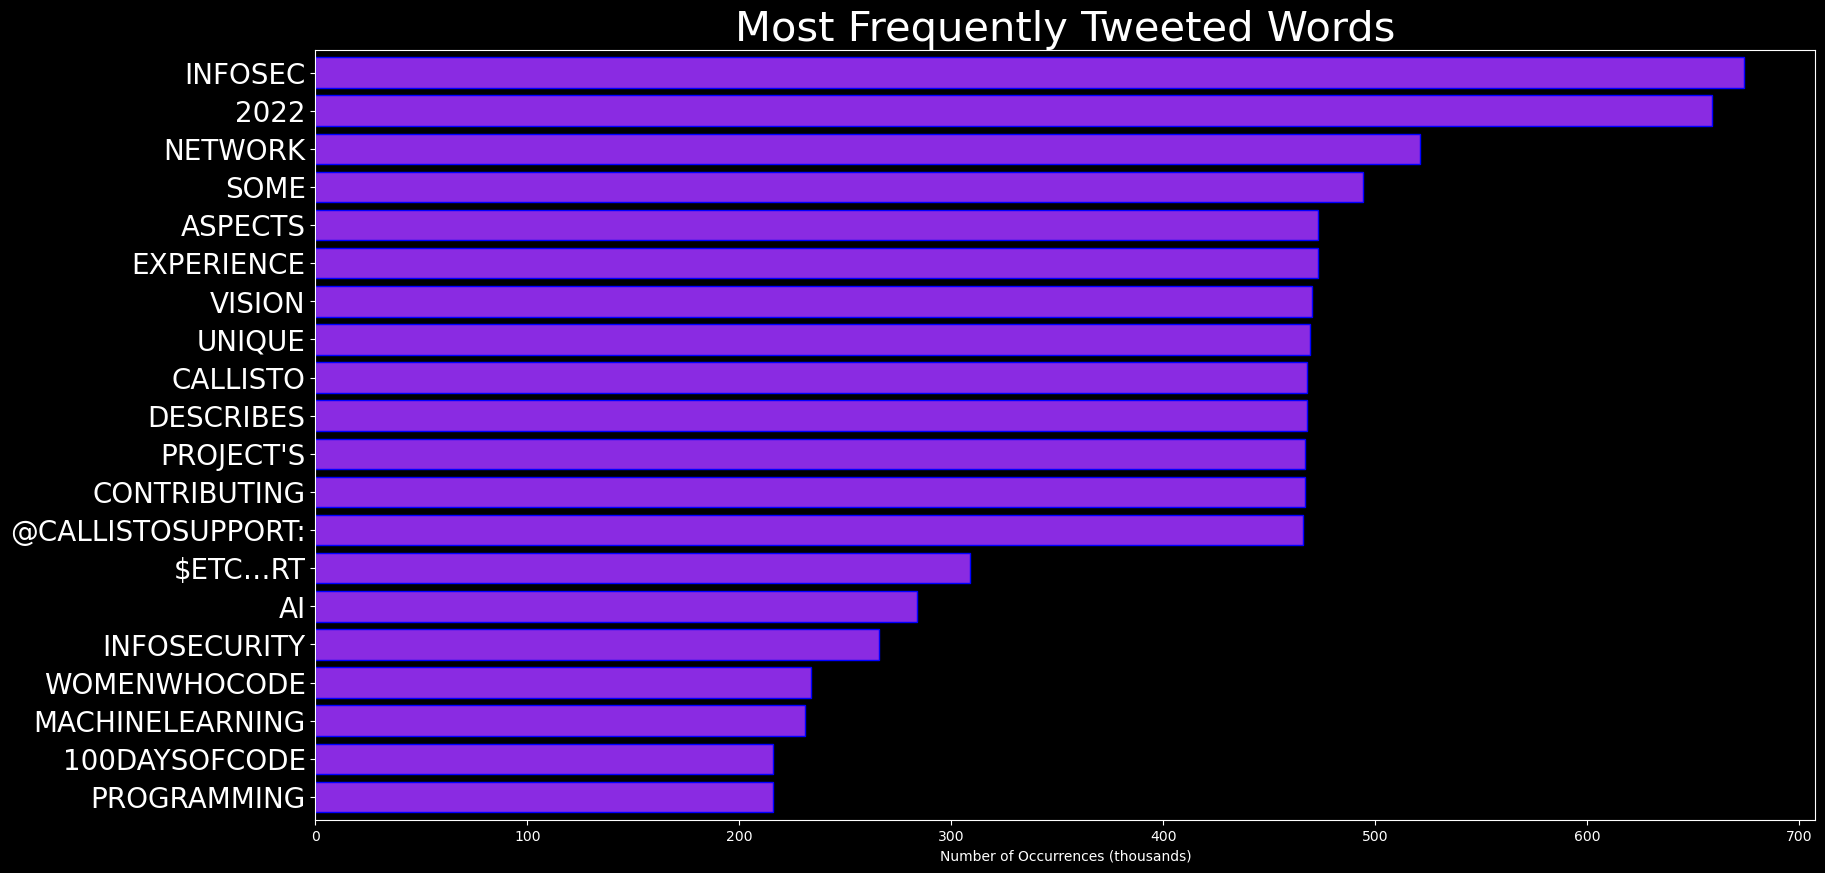 Most Frequently Tweeted Words
INFOSEC
2022
NETWORK
SOME
ASPECTS
EXPERIENCE
VISION
UNIQUE
CALLISTO
DESCRIBES
PROJECT'S
CONTRIBUTING
@CALLISTOSUPPORT:
$ETC…RT
AI
INFOSECURITY
WOMENWHOCODE
MACHINELEARNING
100DAYSOFCODE
PROGRAMMING
0 100 200 300 400 500 600 700
Number of Occurrences (thousands)